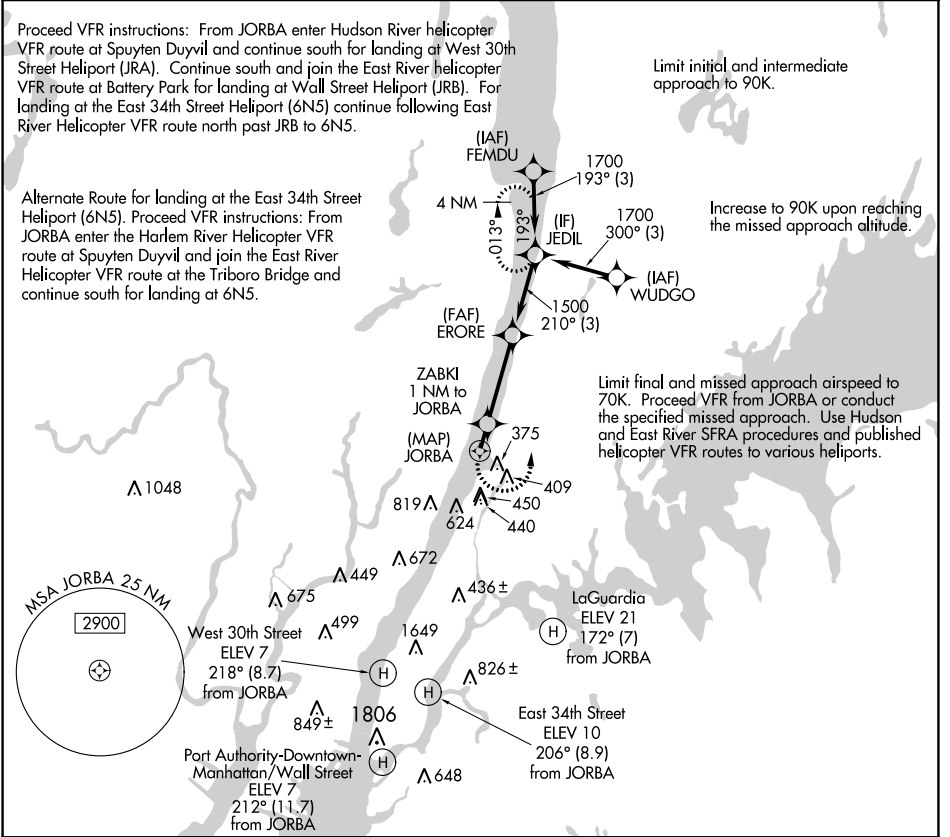 Proceed VFR instructions: From JORBA enter Hudson River helicopter
VFR route at Spuyten Duyvil and continue south for landing at West 30th
Street Heliport (JRA). Continue south and join the East River helicopter
VFR route at Battery Park for landing at Wall Street Heliport (JRB). For
landing at the East 34th Street Heliport (6N5) continue following East
River Helicopter VFR route north past JRB to 6N5.
Limit initial and intermediate
approach to 90K.
Alternate Route for landing at the East 34th Street
Heliport (6N5). Proceed VFR instructions: From
JORBA enter the Harlem River Helicopter VFR
route at Spuyten Duyvil and join the East River
Helicopter VFR route at the Triboro Bridge and
continue south for landing at 6N5.
(IAF)
FEMDU
1700
193° (3)
4 NM
013°
193°
(IF)
JEDIL
1700
300° (3)
Increase to 90K upon reaching
the missed approach altitude.
(IAF)
WUDGO
1500
210° (3)
(FAF)
ERORE
ZABKI
1 NM to
JORBA
(MAP)
JORBA
Limit final and missed approach airspeed to
70K. Proceed VFR from JORBA or conduct
the specified missed approach. Use Hudson
and East River SFRA procedures and published
helicopter VFR routes to various heliports.
375
409
450
440
1048
819
624
672
449
675
436±
499
1649
826±
849±
1806
648
MSA JORBA 25 NM
2900
West 30th Street
ELEV 7
218° (8.7)
from JORBA
H
LaGuardia
ELEV 21
172° (7)
from JORBA
H
East 34th Street
ELEV 10
206° (8.9)
from JORBA
H
Port Authority-Downtown-
Manhattan/Wall Street
ELEV 7
212° (11.7)
from JORBA
H